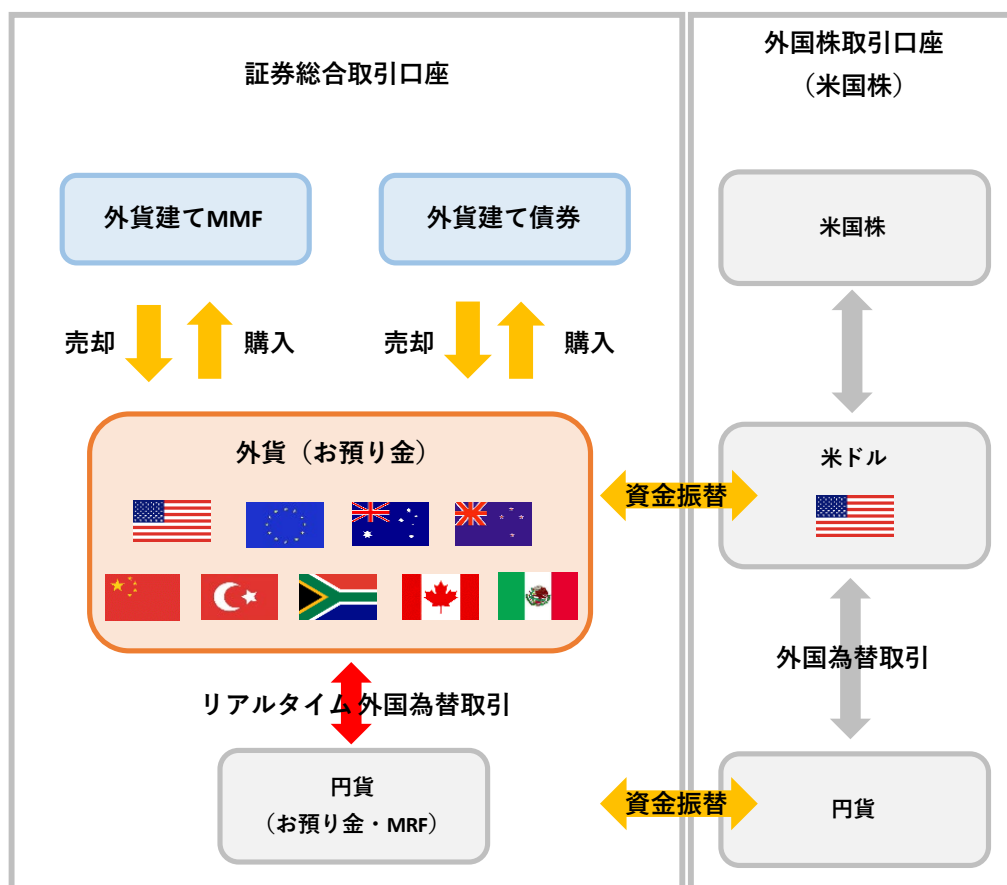 証券総合取引口座
外貨建てMMF
外貨建て債券
売却
購入
売却
購入
外貨（お預り金）
リアルタイム外国為替取引
円貨
（お預り金・MRF）
資金振替
資金振替
外国株取引口座
（米国株）
米国株
米ドル
外国為替取引
円貨